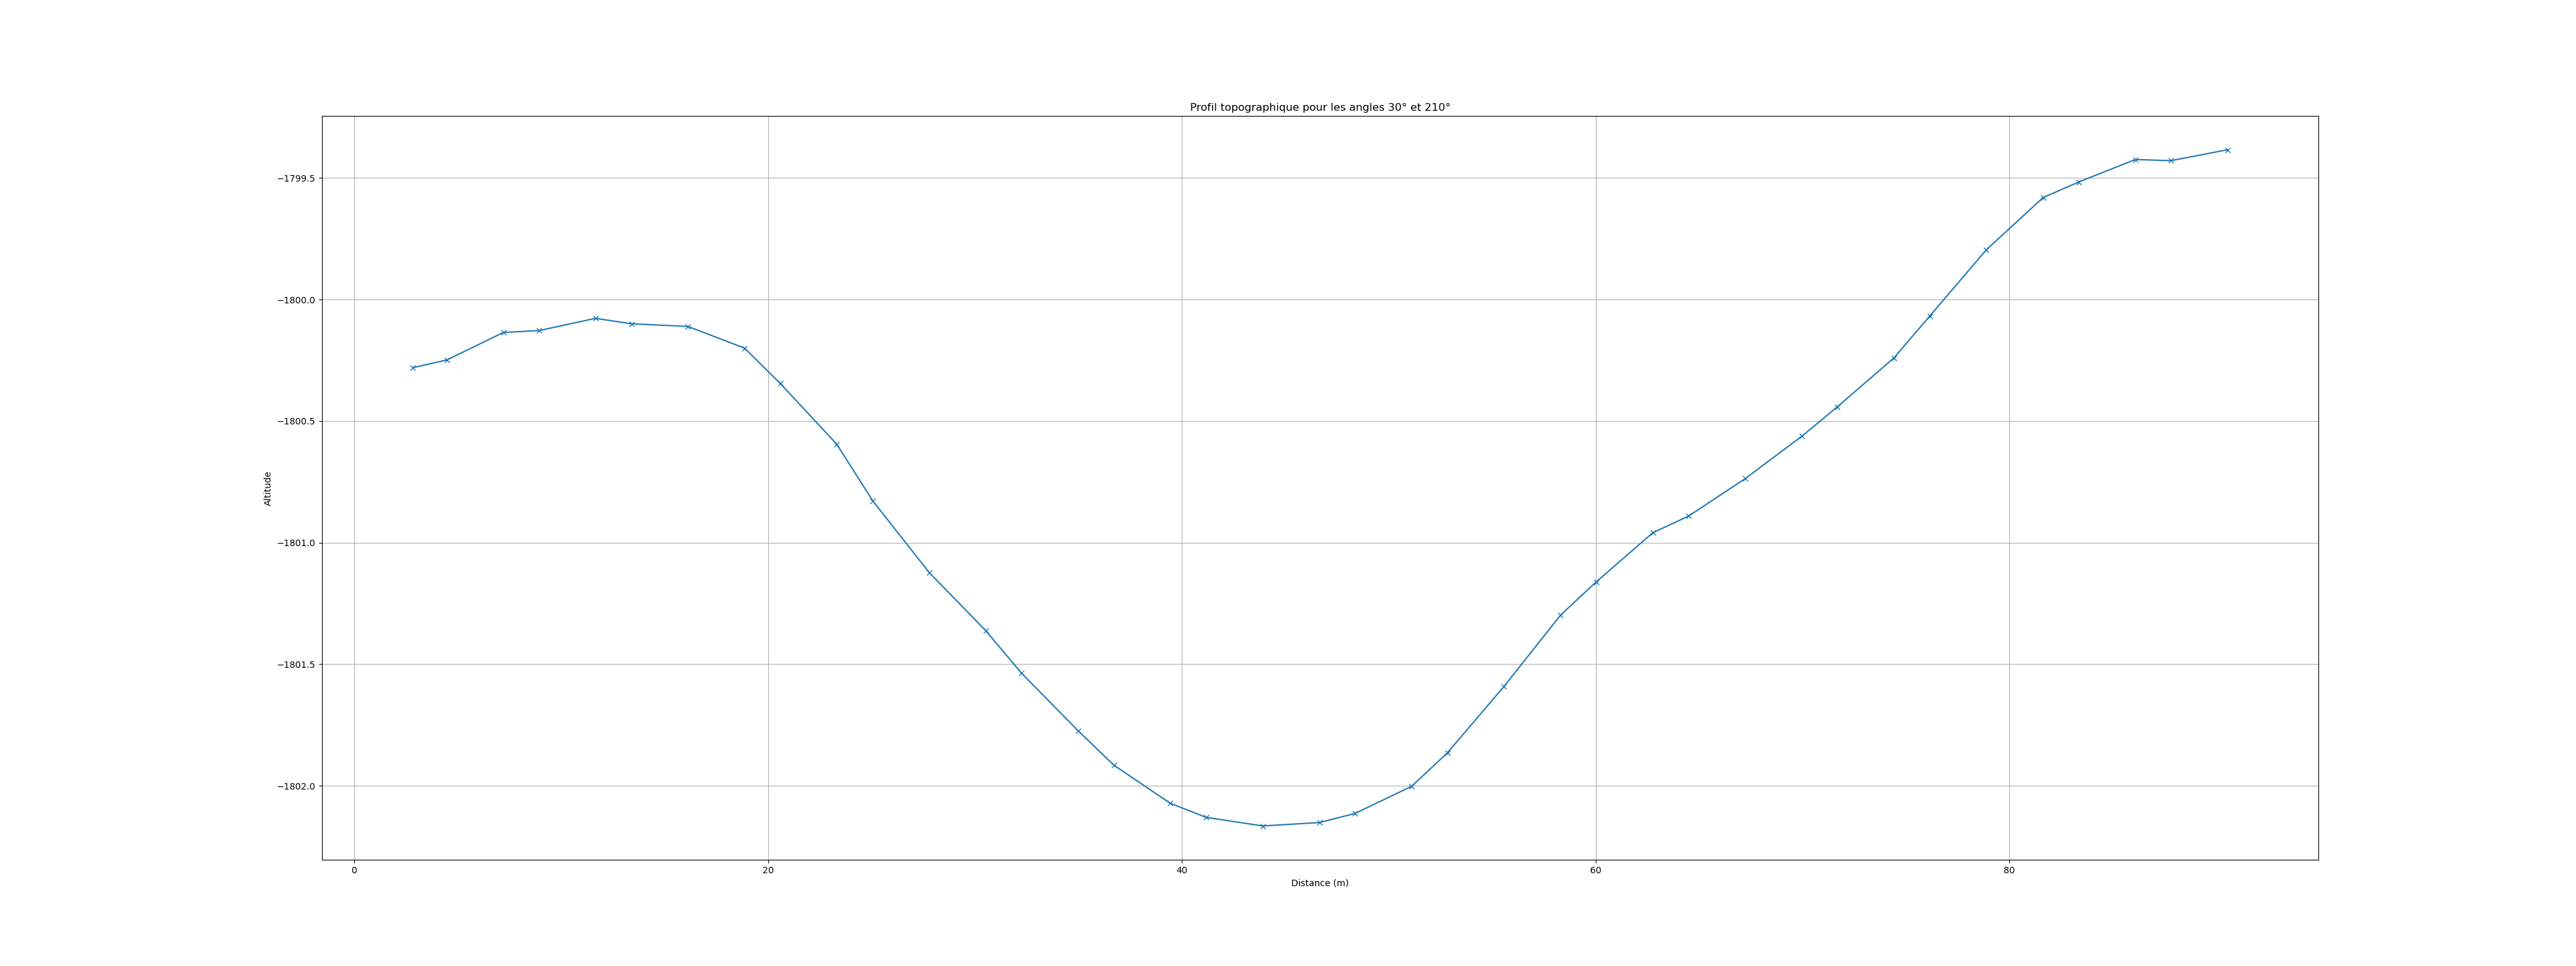 Profil topographique pour les angles 30° et 210°
−1799.5
−1800.0
−1800.5
−1801.0
−1801.5
−1802.0
Altitude
0 20 40 60 80
Distance (m)